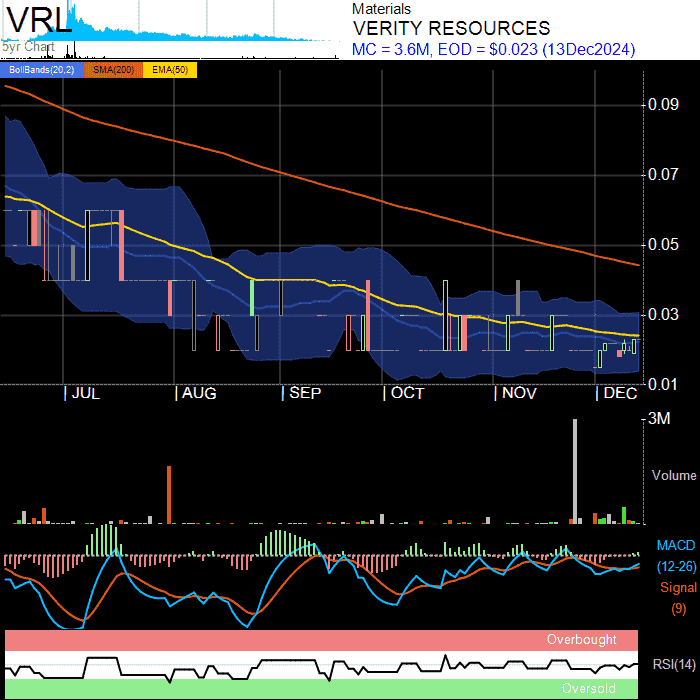 VRL
5yr Chart
Materials
VERITY RESOURCES
MC = 3.6M, EOD = $0.023 (13Dec2024)
BollBands(20,2) SMA(200) EMA(50)
0.09
0.07
0.05
0.03
0.01
JUL AUG SEP OCT NOV DEC
3M
Volume
MACD
(12-26)
Signal
(9)
Overbought
RSI(14)
Oversold